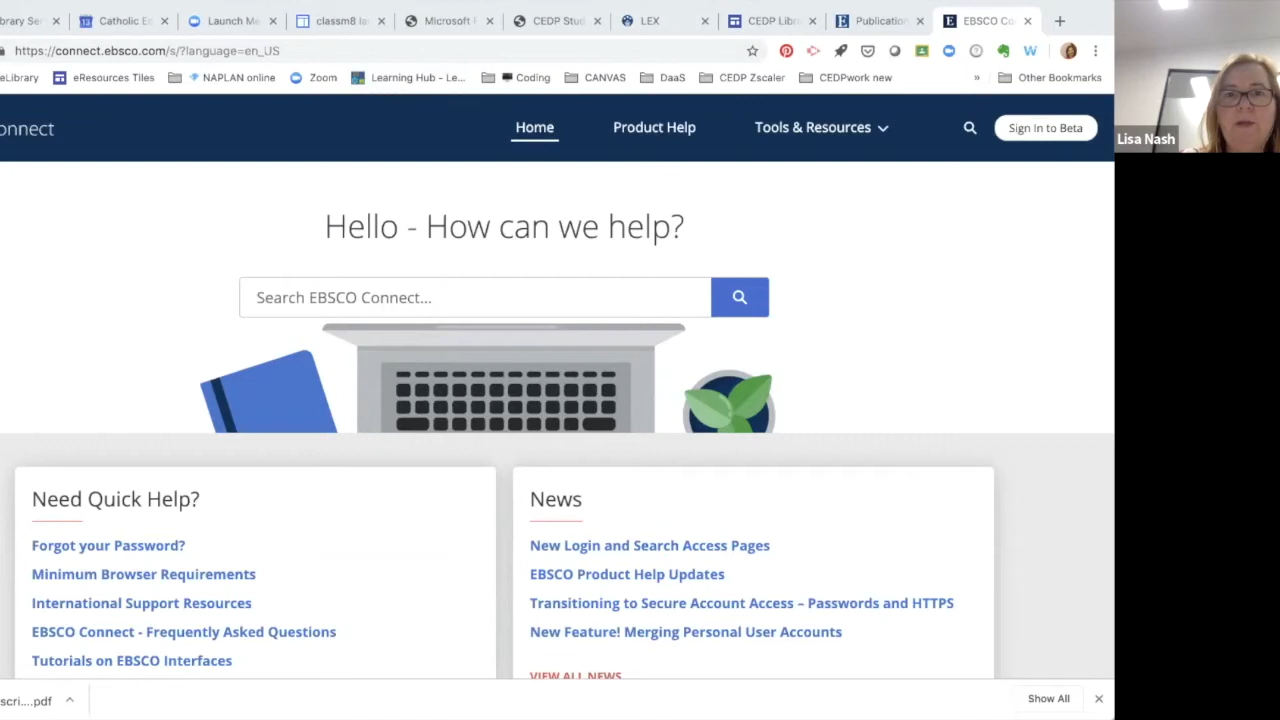 brary Ser
Catholic E
Launch Me
classm8 la
Microsoft
CEDP Stud
LEX
CEDP Libr
Publication
EBSCO Co
https://connect.ebsco.com/s/?language=en_US
eLibrary
eResources Tiles
NAPLAN online
Zoom
Learning Hub - Le...
Coding
CANVAS
DaaS
CEDP Zscaler
CEDPwork new
»
Other Bookmarks
onnect
Home
Product Help
Tools & Resources
Sign In to Beta
Lisa Nash
Hello - How can we help?
Search EBSCO Connect...
Need Quick Help?
Forgot your Password?
Minimum Browser Requirements
International Support Resources
EBSCO Connect - Frequently Asked Questions
Tutorials on EBSCO Interfaces
News
New Login and Search Access Pages
EBSCO Product Help Updates
Transitioning to Secure Account Access – Passwords and HTTPS
New Feature! Merging Personal User Accounts
VIEW ALL NEWS
scri....pdf
Show All